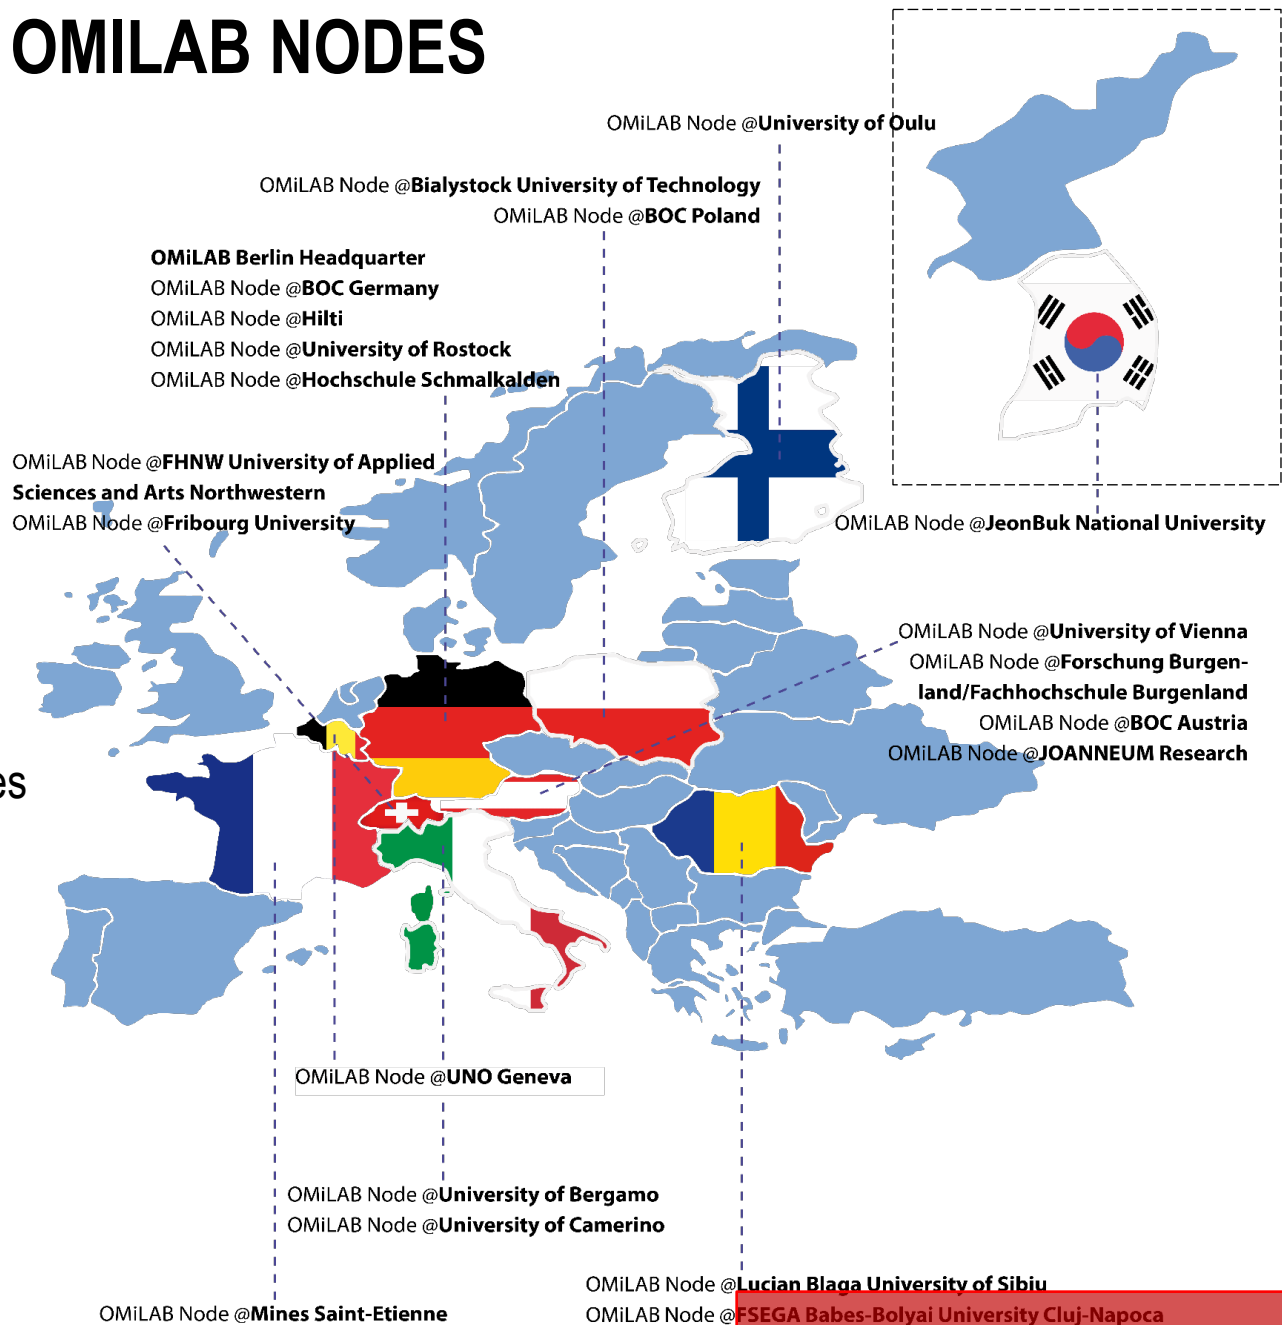 OMILAB NODES
OMiLAB Node @University of Oulu
OMiLAB Node @Bialystock University of Technology
OMiLAB Node @BOC Poland
OMiLAB Berlin Headquarter
OMiLAB Node @BOC Germany
OMiLAB Node @Hilti
OMiLAB Node @University of Rostock
OMiLAB Node @Hochschule Schmalkalden
OMiLAB Node @FHNW University of Applied
Sciences and Arts Northwestern
OMiLAB Node @Fribourg University
OMiLAB Node @JeonBuk National University
OMiLAB Node @University of Vienna
OMiLAB Node @Forschung Burgen-
land/Fachhochschule Burgenland
OMiLAB Node @BOC Austria
OMiLAB Node @JOANNEUM Research
es
OMiLAB Node @UNO Geneva
OMiLAB Node @University of Bergamo
OMiLAB Node @University of Camerino
OMiLAB Node @Lucian Blaga University of Sibiu
OMiLAB Node @Mines Saint-Etienne
OMiLAB Node @FSEGA Babes-Bolyai University Cluj-Napoca